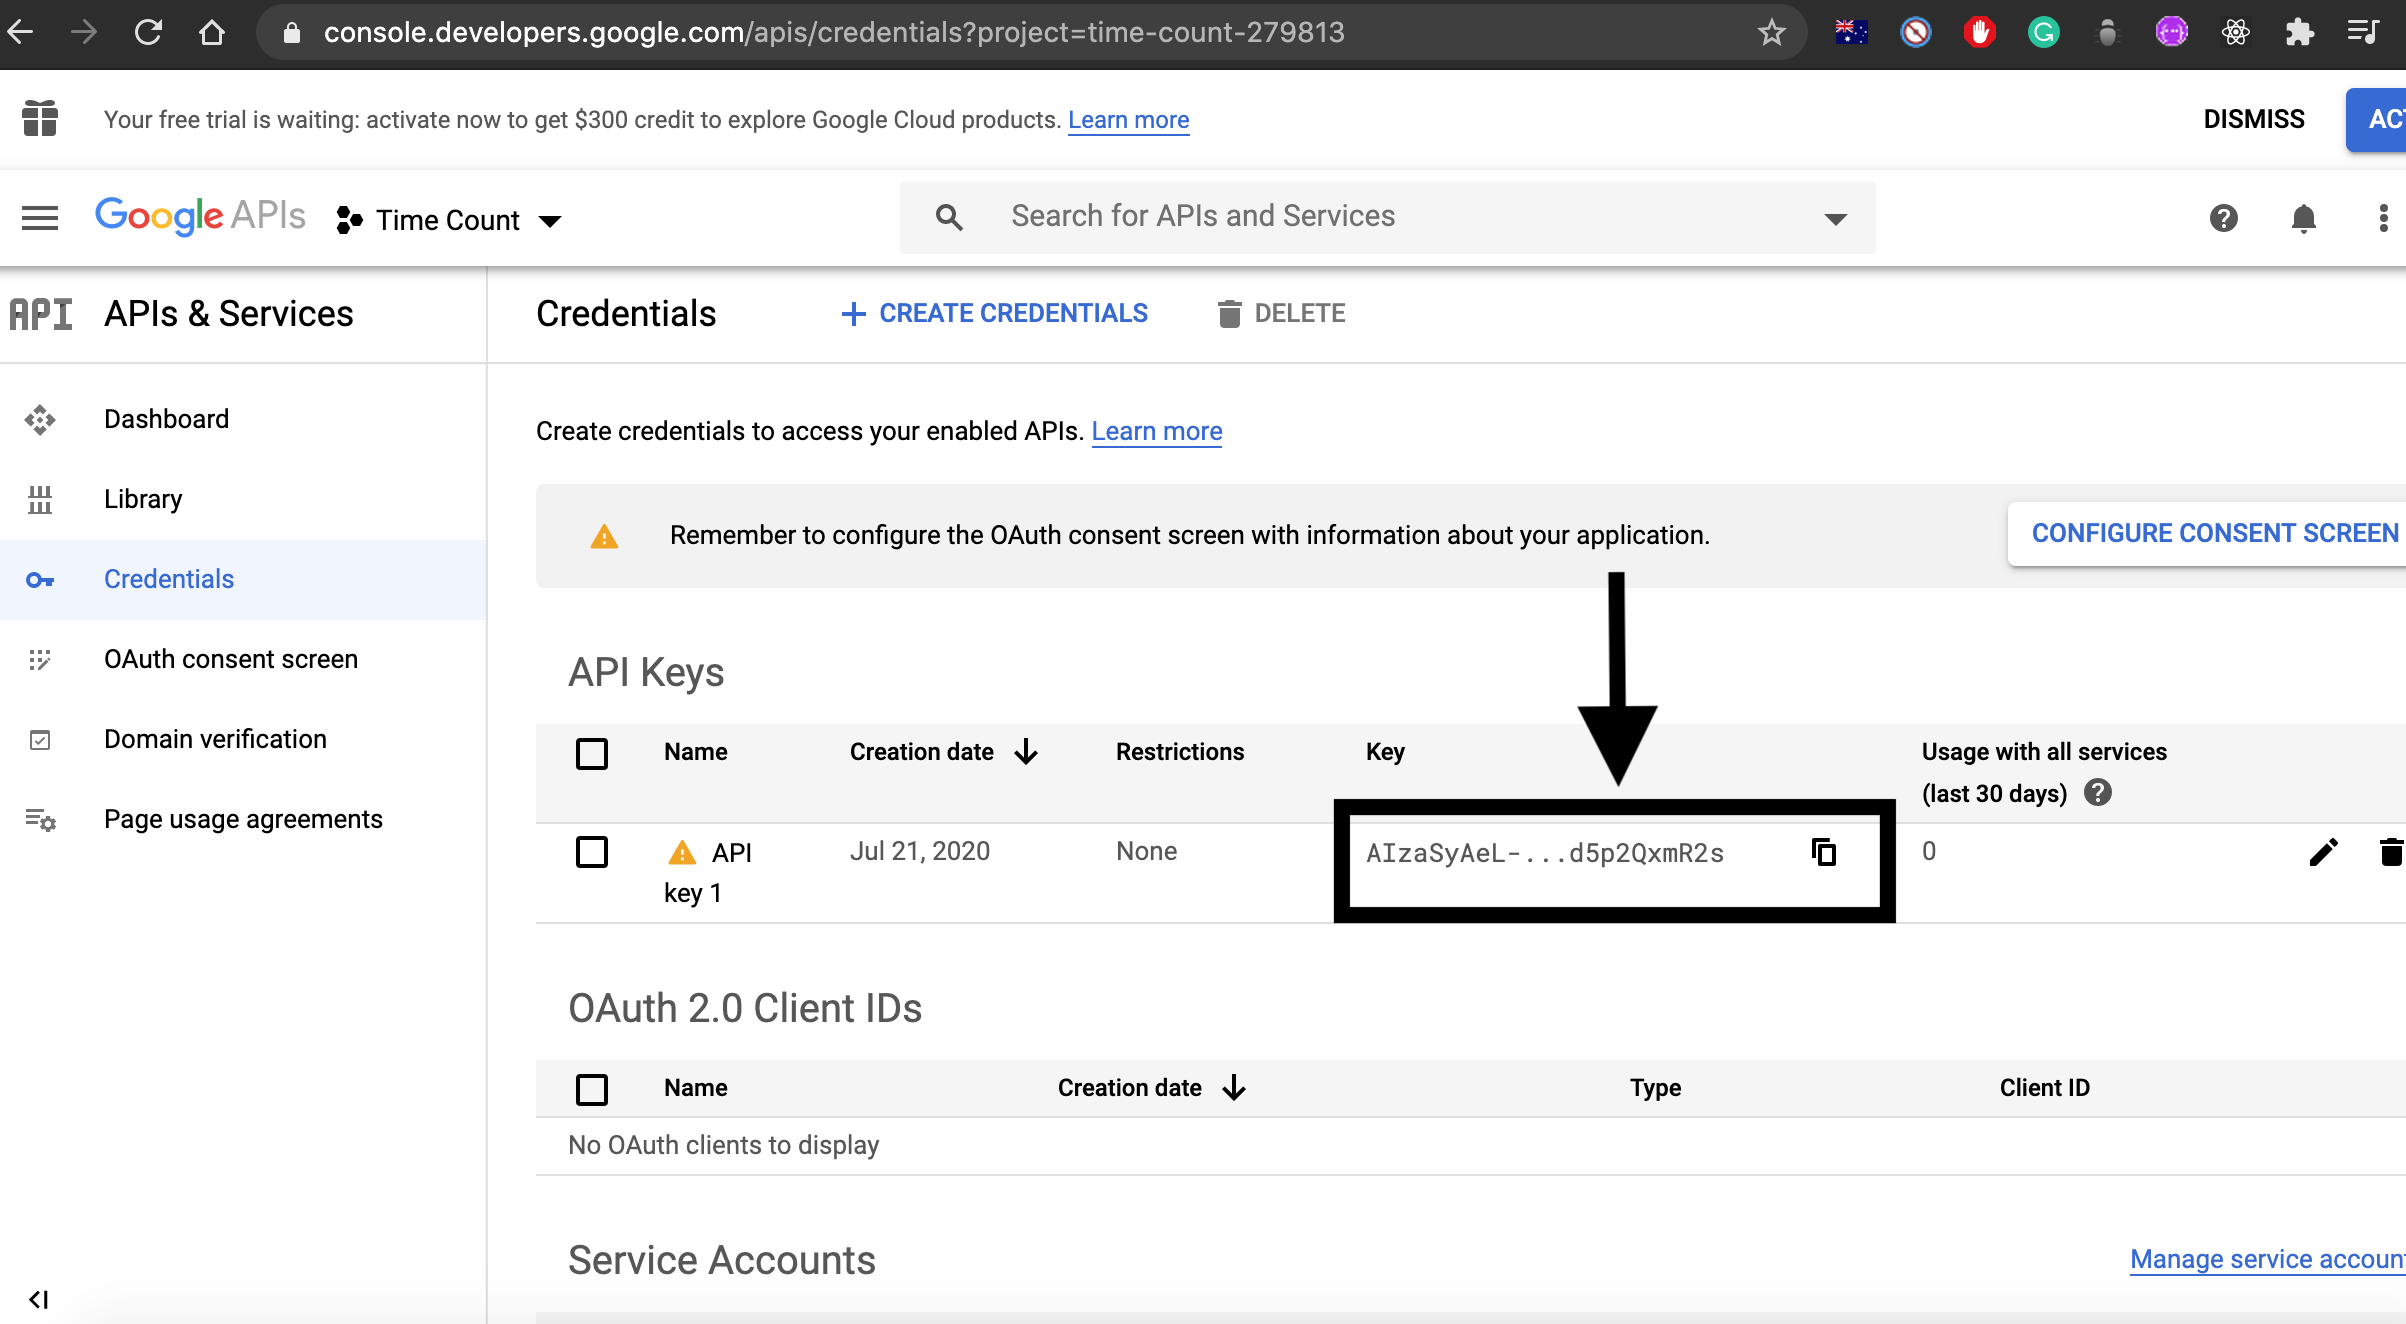 console.developers.google.com/apis/credentials?project=time-count-279813
Your free trial is waiting: activate now to get $300 credit to explore Google Cloud products. Learn more
DISMISS
Google APIs
Time Count
Search for APIs and Services
API
APIs & Services
Credentials
CREATE CREDENTIALS
DELETE
Dashboard
Library
Credentials
OAuth consent screen
Domain verification
Page usage agreements
Create credentials to access your enabled APIs. Learn more
Remember to configure the OAuth consent screen with information about your application.
CONFIGURE CONSENT SCREEN
API Keys
Name Creation date Restrictions Key Usage with all services
(last 30 days)
API Jul 21, 2020 None AIzaSyAeL-...d5p2QxmR2s 0
key 1
OAuth 2.0 Client IDs
Name Creation date Type Client ID
No OAuth clients to display
Service Accounts
Manage service